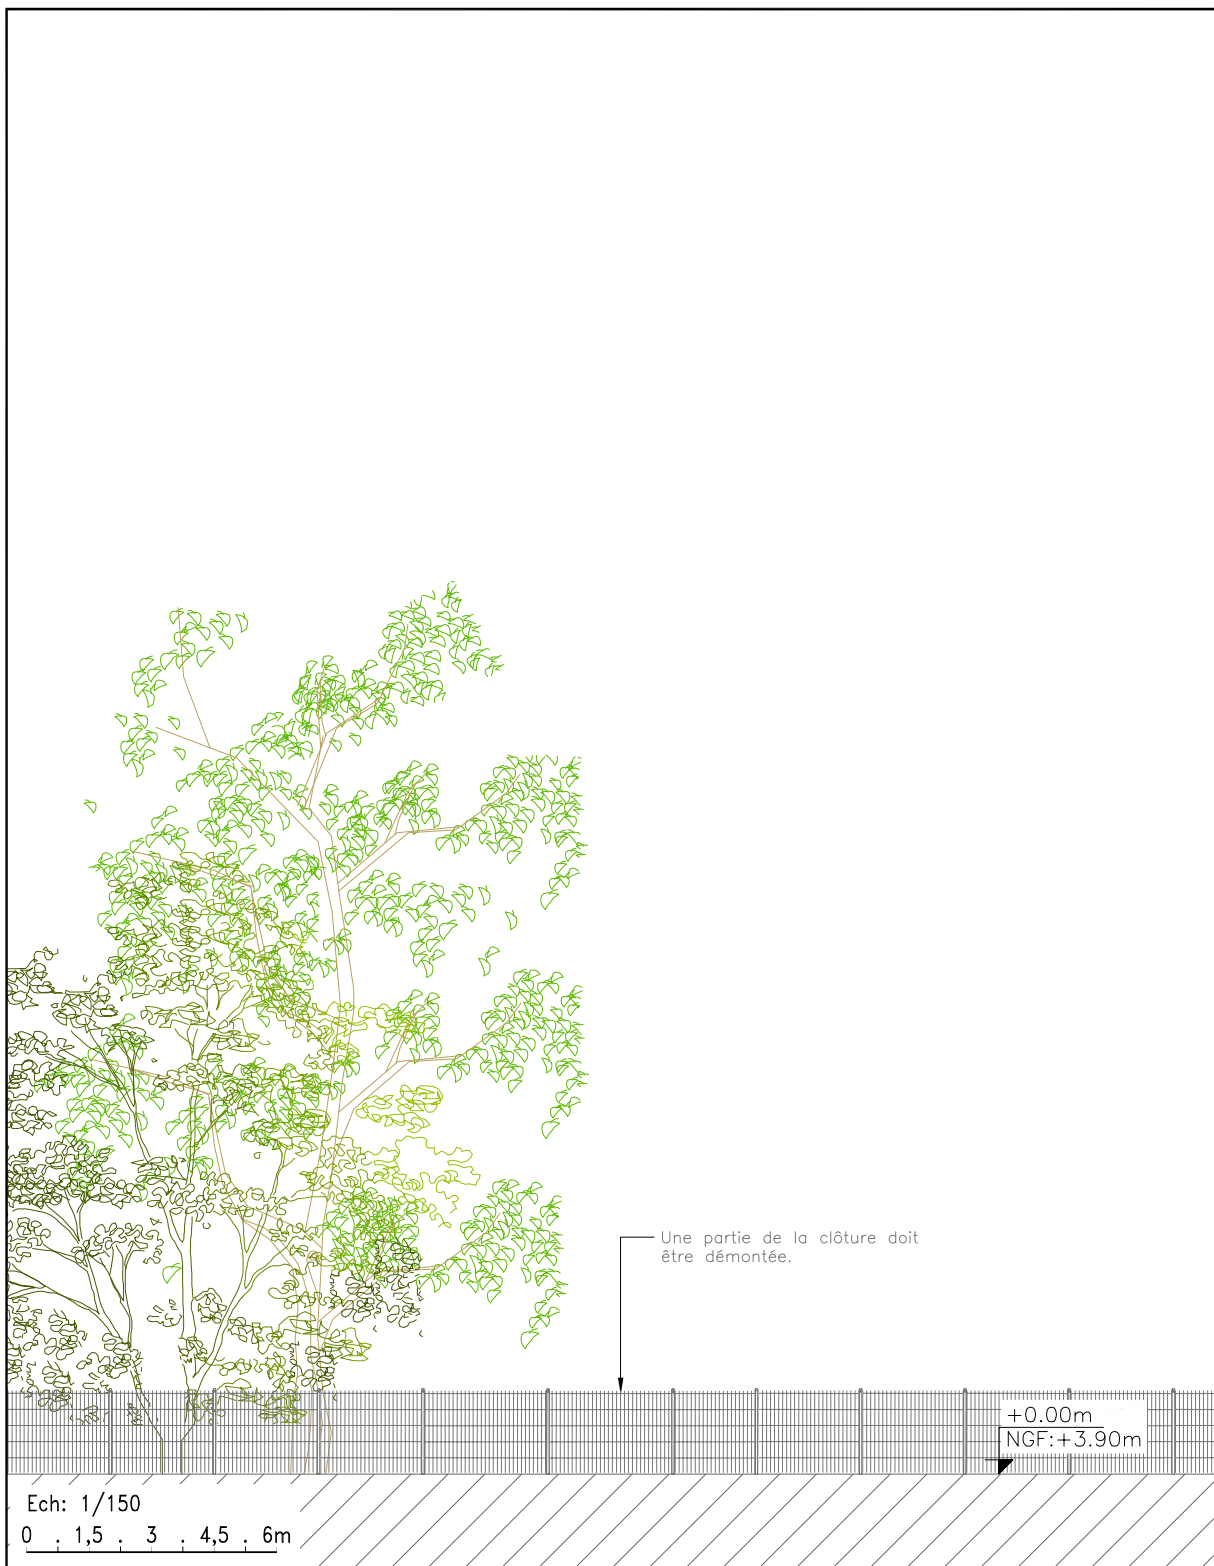 Une partie de la clôture doit
être démontée.
+0.00m
NGF:+3.90m
Ech: 1/150
0 . 1,5 . 3 . 4,5 . 6m